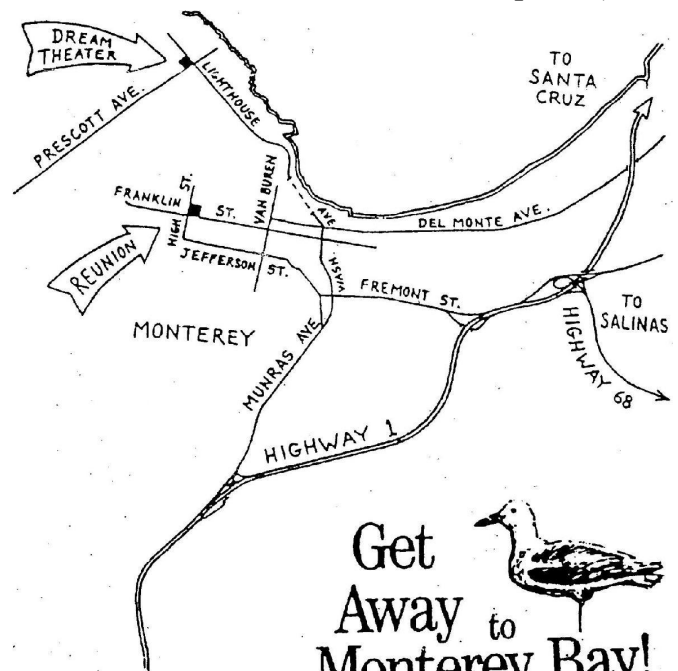 DREAM
THEATER
LIGHTHOUSE
PRESCOTT AVE.
TO
SANTA
CRUZ
FRANKLIN ST.
HIGH ST.
VAN BUREN
AVE
WASH.
DEL MONTE AVE.
REUNION
JEFFERSON ST.
FREMONT ST.
TO
SALINAS
MONTEREY
MUNRAS AVE
HIGHWAY 68
HIGHWAY 1
Get
Away to
Monterey Bay!